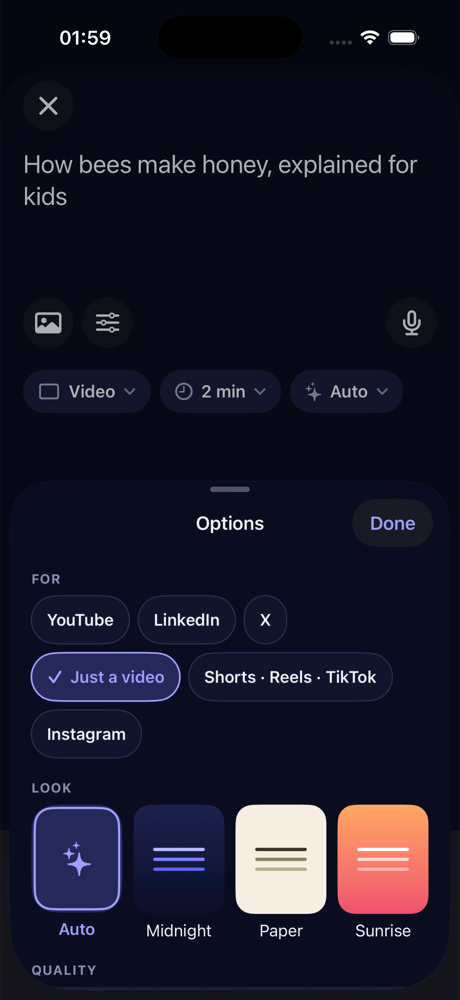 01:59
How bees make honey, explained for
kids
Video
2 min
Auto
Options
Done
FOR
YouTube
LinkedIn
X
Just a video
Shorts · Reels · TikTok
Instagram
LOOK
Auto
Midnight
Paper
Sunrise
QUALITY